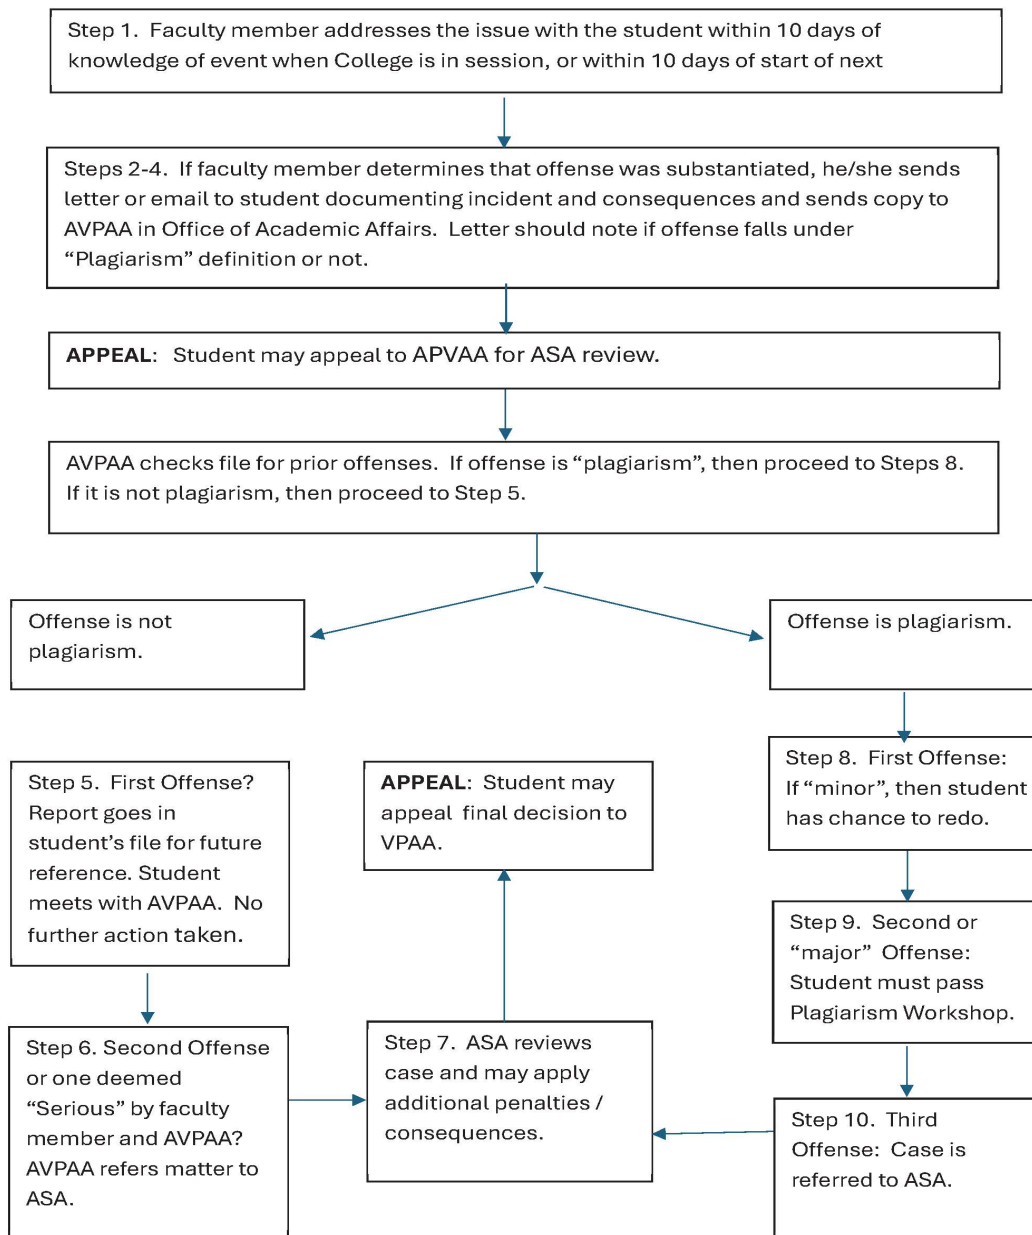 Step 1.  Faculty member addresses the issue with the student within 10 days of
knowledge of event when College is in session, or within 10 days of start of next
Steps 2-4.  If faculty member determines that offense was substantiated, he/she sends
letter or email to student documenting incident and consequences and sends copy to
AVPAA in Office of Academic Affairs.  Letter should note if offense falls under
“Plagiarism” definition or not.
APPEAL:  Student may appeal to APVAA for ASA review.
AVPAA checks file for prior offenses.  If offense is “plagiarism”, then proceed to Steps 8.
If it is not plagiarism, then proceed to Step 5.
Offense is not
plagiarism.
Offense is plagiarism.
Step 5.  First Offense?
Report goes in
student’s file for future
reference. Student
meets with AVPAA.  No
further action taken.
APPEAL:  Student may
appeal  final decision to
VPAA.
Step 8.  First Offense:
If “minor”, then student
has chance to redo.
Step 9.  Second or
“major”  Offense:
Student must pass
Plagiarism Workshop.
Step 6. Second Offense
or one deemed
“Serious” by faculty
member and AVPAA?
AVPAA refers matter to
ASA.
Step 7.  ASA reviews
case and may apply
additional penalties /
consequences.
Step 10.  Third
Offense:  Case is
referred to ASA.